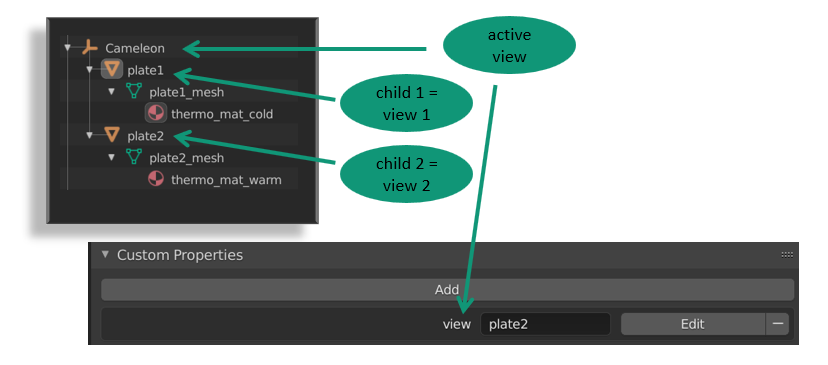 Cameleon
plate1
plate1_mesh
thermo_mat_cold
plate2
plate2_mesh
thermo_mat_warm
active
view
child 1 =
view 1
child 2 =
view 2
Custom Properties
Add
view plate2 Edit